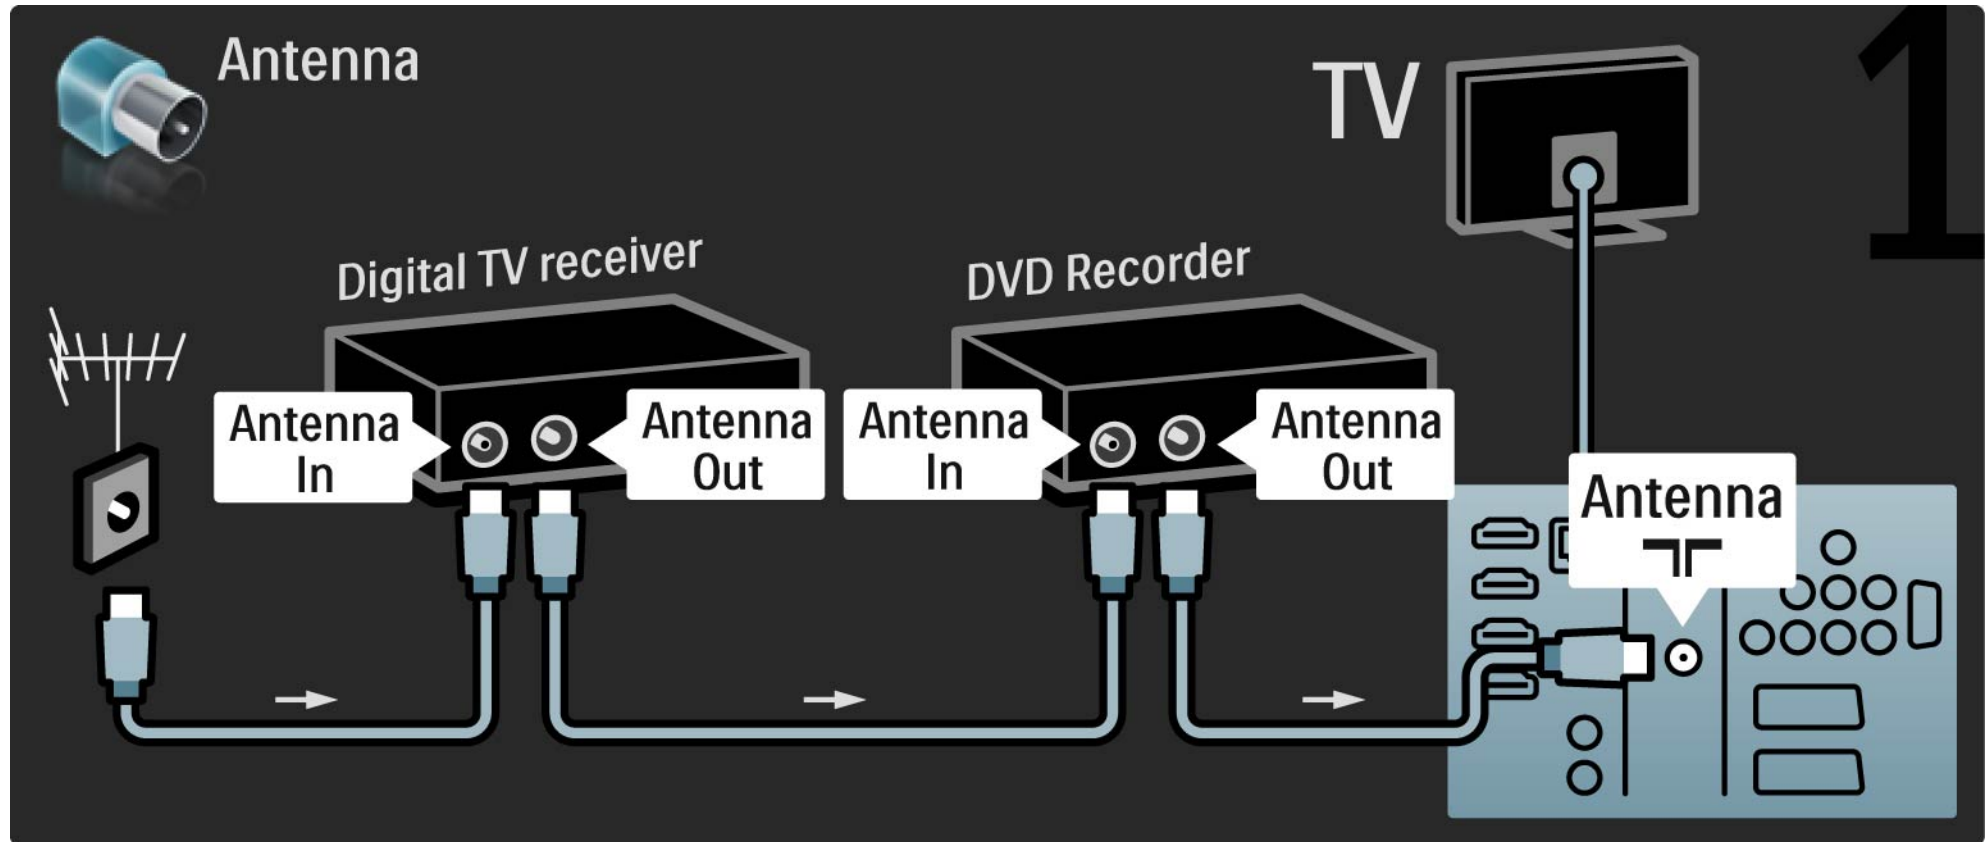 Antenna
TV
1
Digital TV receiver
DVD Recorder
Antenna
In
Antenna
Out
Antenna
In
Antenna
Out
Antenna